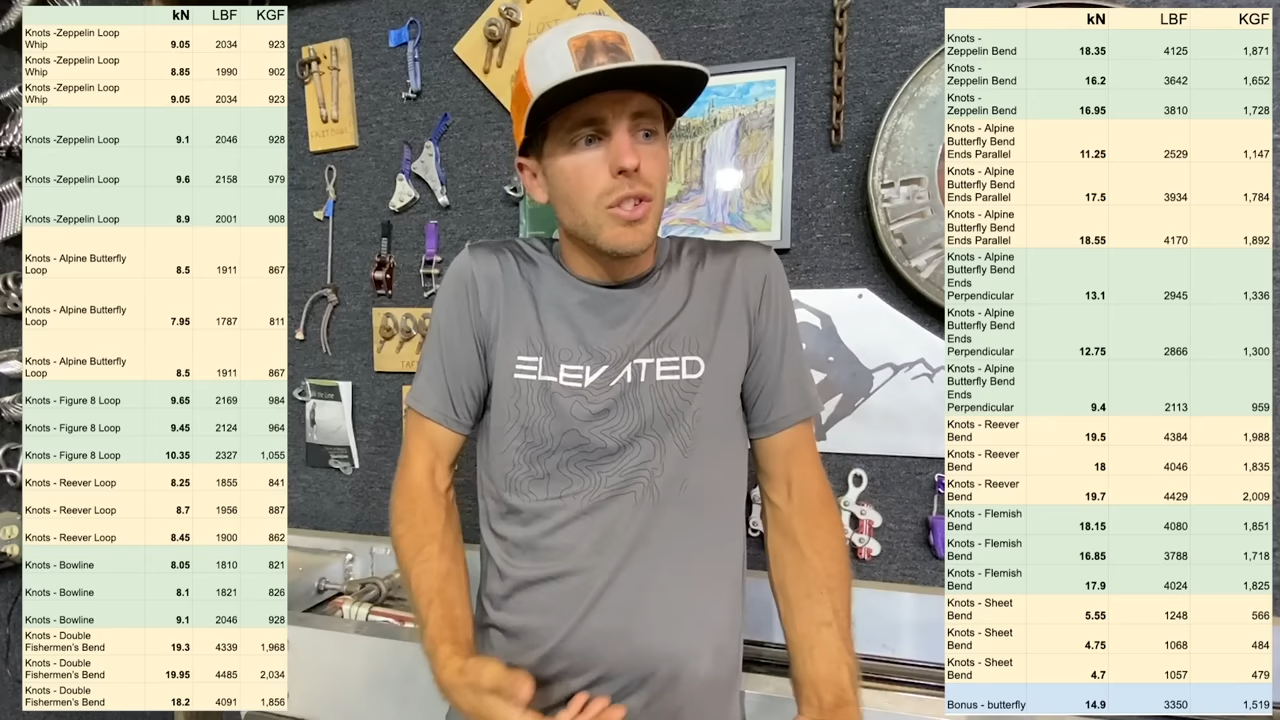 kN LBF KGF
Knots -Zeppelin Loop
Whip 9.05 2034 923
Knots -Zeppelin Loop
Whip 8.85 1990 902
Knots -Zeppelin Loop
Whip 9.05 2034 923
Knots -Zeppelin Loop 9.1 2046 928
Knots -Zeppelin Loop 9.6 2158 979
Knots -Zeppelin Loop 8.9 2001 908
Knots - Alpine Butterfly
Loop 8.5 1911 867
Knots - Alpine Butterfly
Loop 7.95 1787 811
Knots - Alpine Butterfly
Loop 8.5 1911 867
Knots - Figure 8 Loop 9.65 2169 984
Knots - Figure 8 Loop 9.45 2124 964
Knots - Figure 8 Loop 10.35 2327 1,055
Knots - Reever Loop 8.25 1855 841
Knots - Reever Loop 8.7 1956 887
Knots - Reever Loop 8.45 1900 862
Knots - Bowline 8.05 1810 821
Knots - Bowline 8.1 1821 826
Knots - Bowline 9.1 2046 928
Knots - Double
Fishermen's Bend 19.3 4339 1,968
Knots - Double
Fishermen's Bend 19.95 4485 2,034
Knots - Double
Fishermen's Bend 18.2 4091 1,856
ELEVATED
kN LBF KGF
Knots -
Zeppelin Bend 18.35 4125 1,871
Knots -
Zeppelin Bend 16.2 3642 1,652
Knots -
Zeppelin Bend 16.95 3810 1,728
Knots - Alpine
Butterfly Bend
Ends Parallel 11.25 2529 1,147
Knots - Alpine
Butterfly Bend
Ends Parallel 17.5 3934 1,784
Knots - Alpine
Butterfly Bend
Ends Parallel 18.55 4170 1,892
Knots - Alpine
Butterfly Bend
Ends
Perpendicular 13.1 2945 1,336
Knots - Alpine
Butterfly Bend
Ends
Perpendicular 12.75 2866 1,300
Knots - Alpine
Butterfly Bend
Ends
Perpendicular 9.4 2113 959
Knots - Reever
Bend 19.5 4384 1,988
Knots - Reever
Bend 18 4046 1,835
Knots - Reever
Bend 19.7 4429 2,009
Knots - Flemish
Bend 18.15 4080 1,851
Knots - Flemish
Bend 16.85 3788 1,718
Knots - Flemish
Bend 17.9 4024 1,825
Knots - Sheet
Bend 5.55 1248 566
Knots - Sheet
Bend 4.75 1068 484
Knots - Sheet
Bend 4.7 1057 479
Bonus - butterfly 14.9 3350 1,519